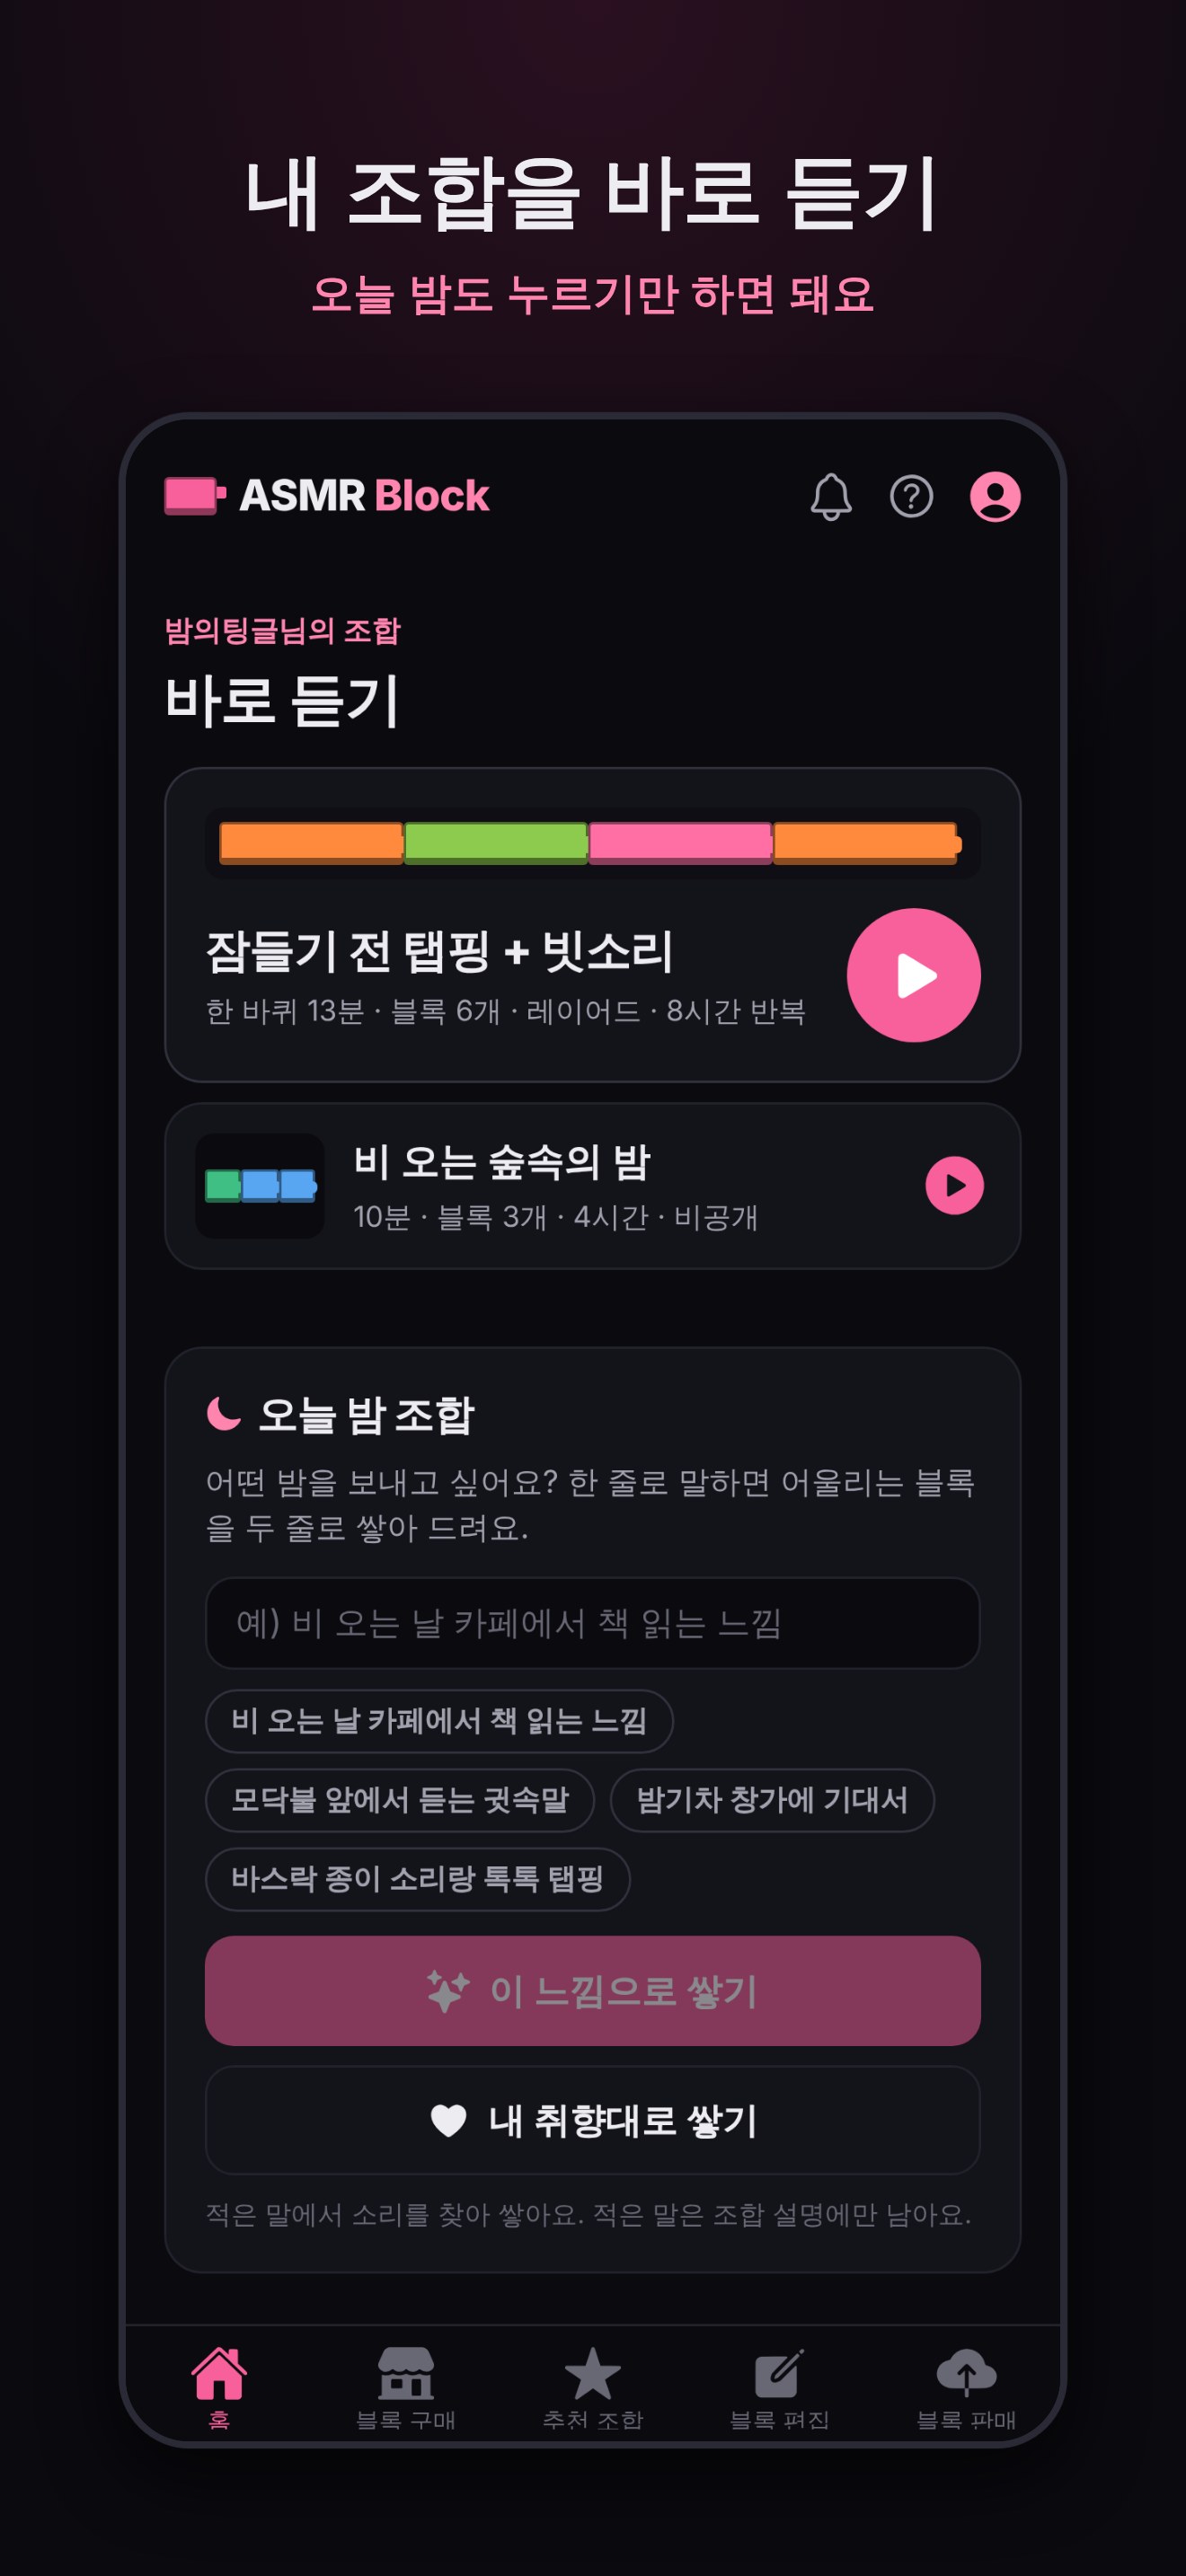 내 조합을 바로 듣기
오늘 밤도 누르기만 하면 돼요
ASMR Block
밤의팅글님의 조합
바로 듣기
잠들기 전 탭핑 + 빗소리
한 바퀴 13분 · 블록 6개 · 레이어드 · 8시간 반복
비 오는 숲속의 밤
10분 · 블록 3개 · 4시간 · 비공개
오늘 밤 조합
어떤 밤을 보내고 싶어요? 한 줄로 말하면 어울리는 블록
을 두 줄로 쌓아 드려요.
예) 비 오는 날 카페에서 책 읽는 느낌
비 오는 날 카페에서 책 읽는 느낌
모닥불 앞에서 듣는 귓속말 밤기차 창가에 기대서
바스락 종이 소리랑 톡톡 탭핑
이 느낌으로 쌓기
내 취향대로 쌓기
적은 말에서 소리를 찾아 쌓아요. 적은 말은 조합 설명에만 남아요.
홈 블록 구매 추천 조합 블록 편집 블록 판매